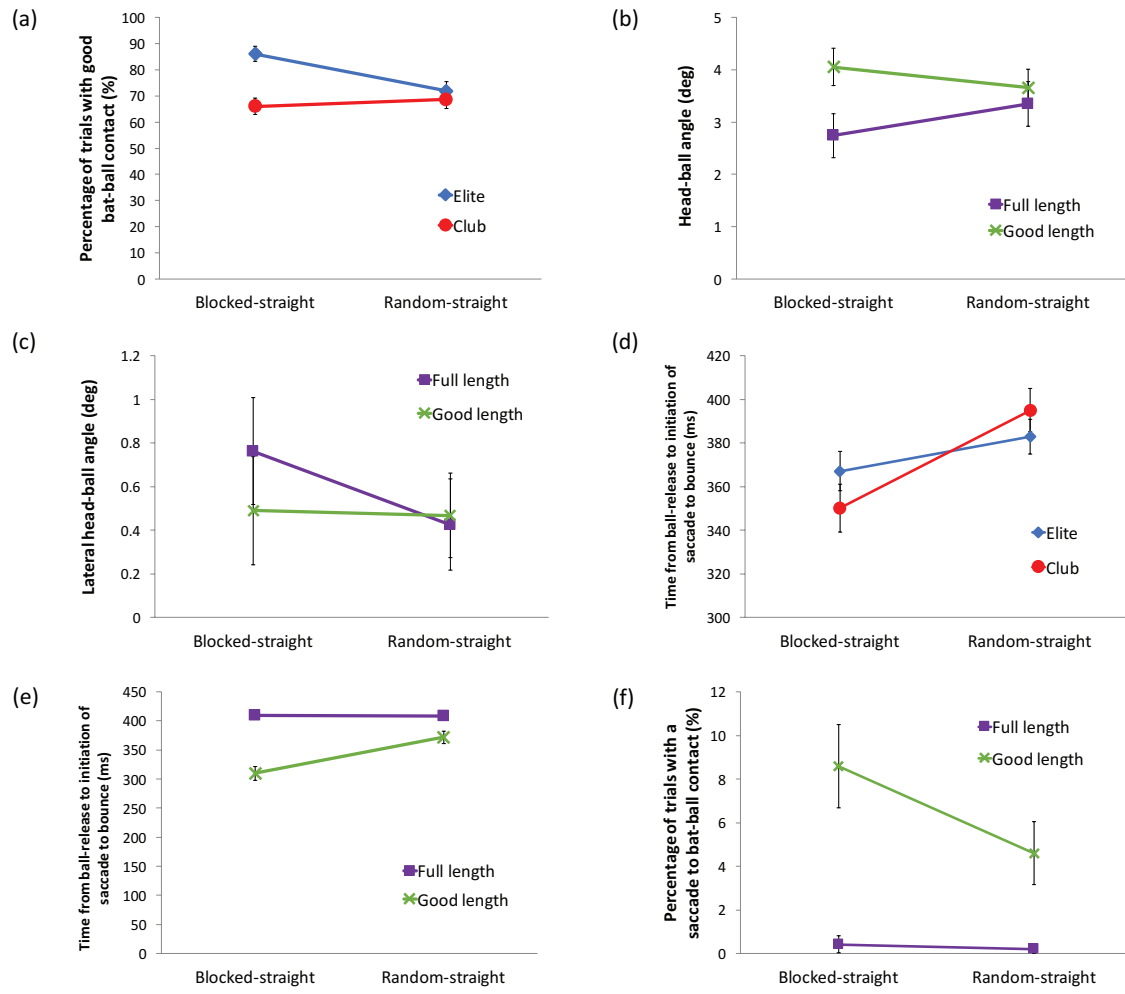 (a)
Percentage of trials with good
bat-ball contact (%)
100
90
80
70
60
50
40
30
20
10
0
Elite
Club
Blocked-straight
Random-straight
(b)
Head-ball angle (deg)
5
4
3
2
1
0
Full length
Good length
Blocked-straight
Random-straight
(c)
Lateral head-ball angle (deg)
1.2
1
0.8
0.6
0.4
0.2
0
Full length
Good length
Blocked-straight
Random-straight
(d)
Time from ball-release to initiation of
saccade to bounce (ms)
420
400
380
360
340
320
300
Elite
Club
Blocked-straight
Random-straight
(e)
Time from ball-release to initiation of
saccade to bounce (ms)
450
400
350
300
250
200
150
100
50
0
Full length
Good length
Blocked-straight
Random-straight
(f)
Percentage of trials with a
saccade to bat-ball contact (%)
12
10
8
6
4
2
0
Full length
Good length
Blocked-straight
Random-straight